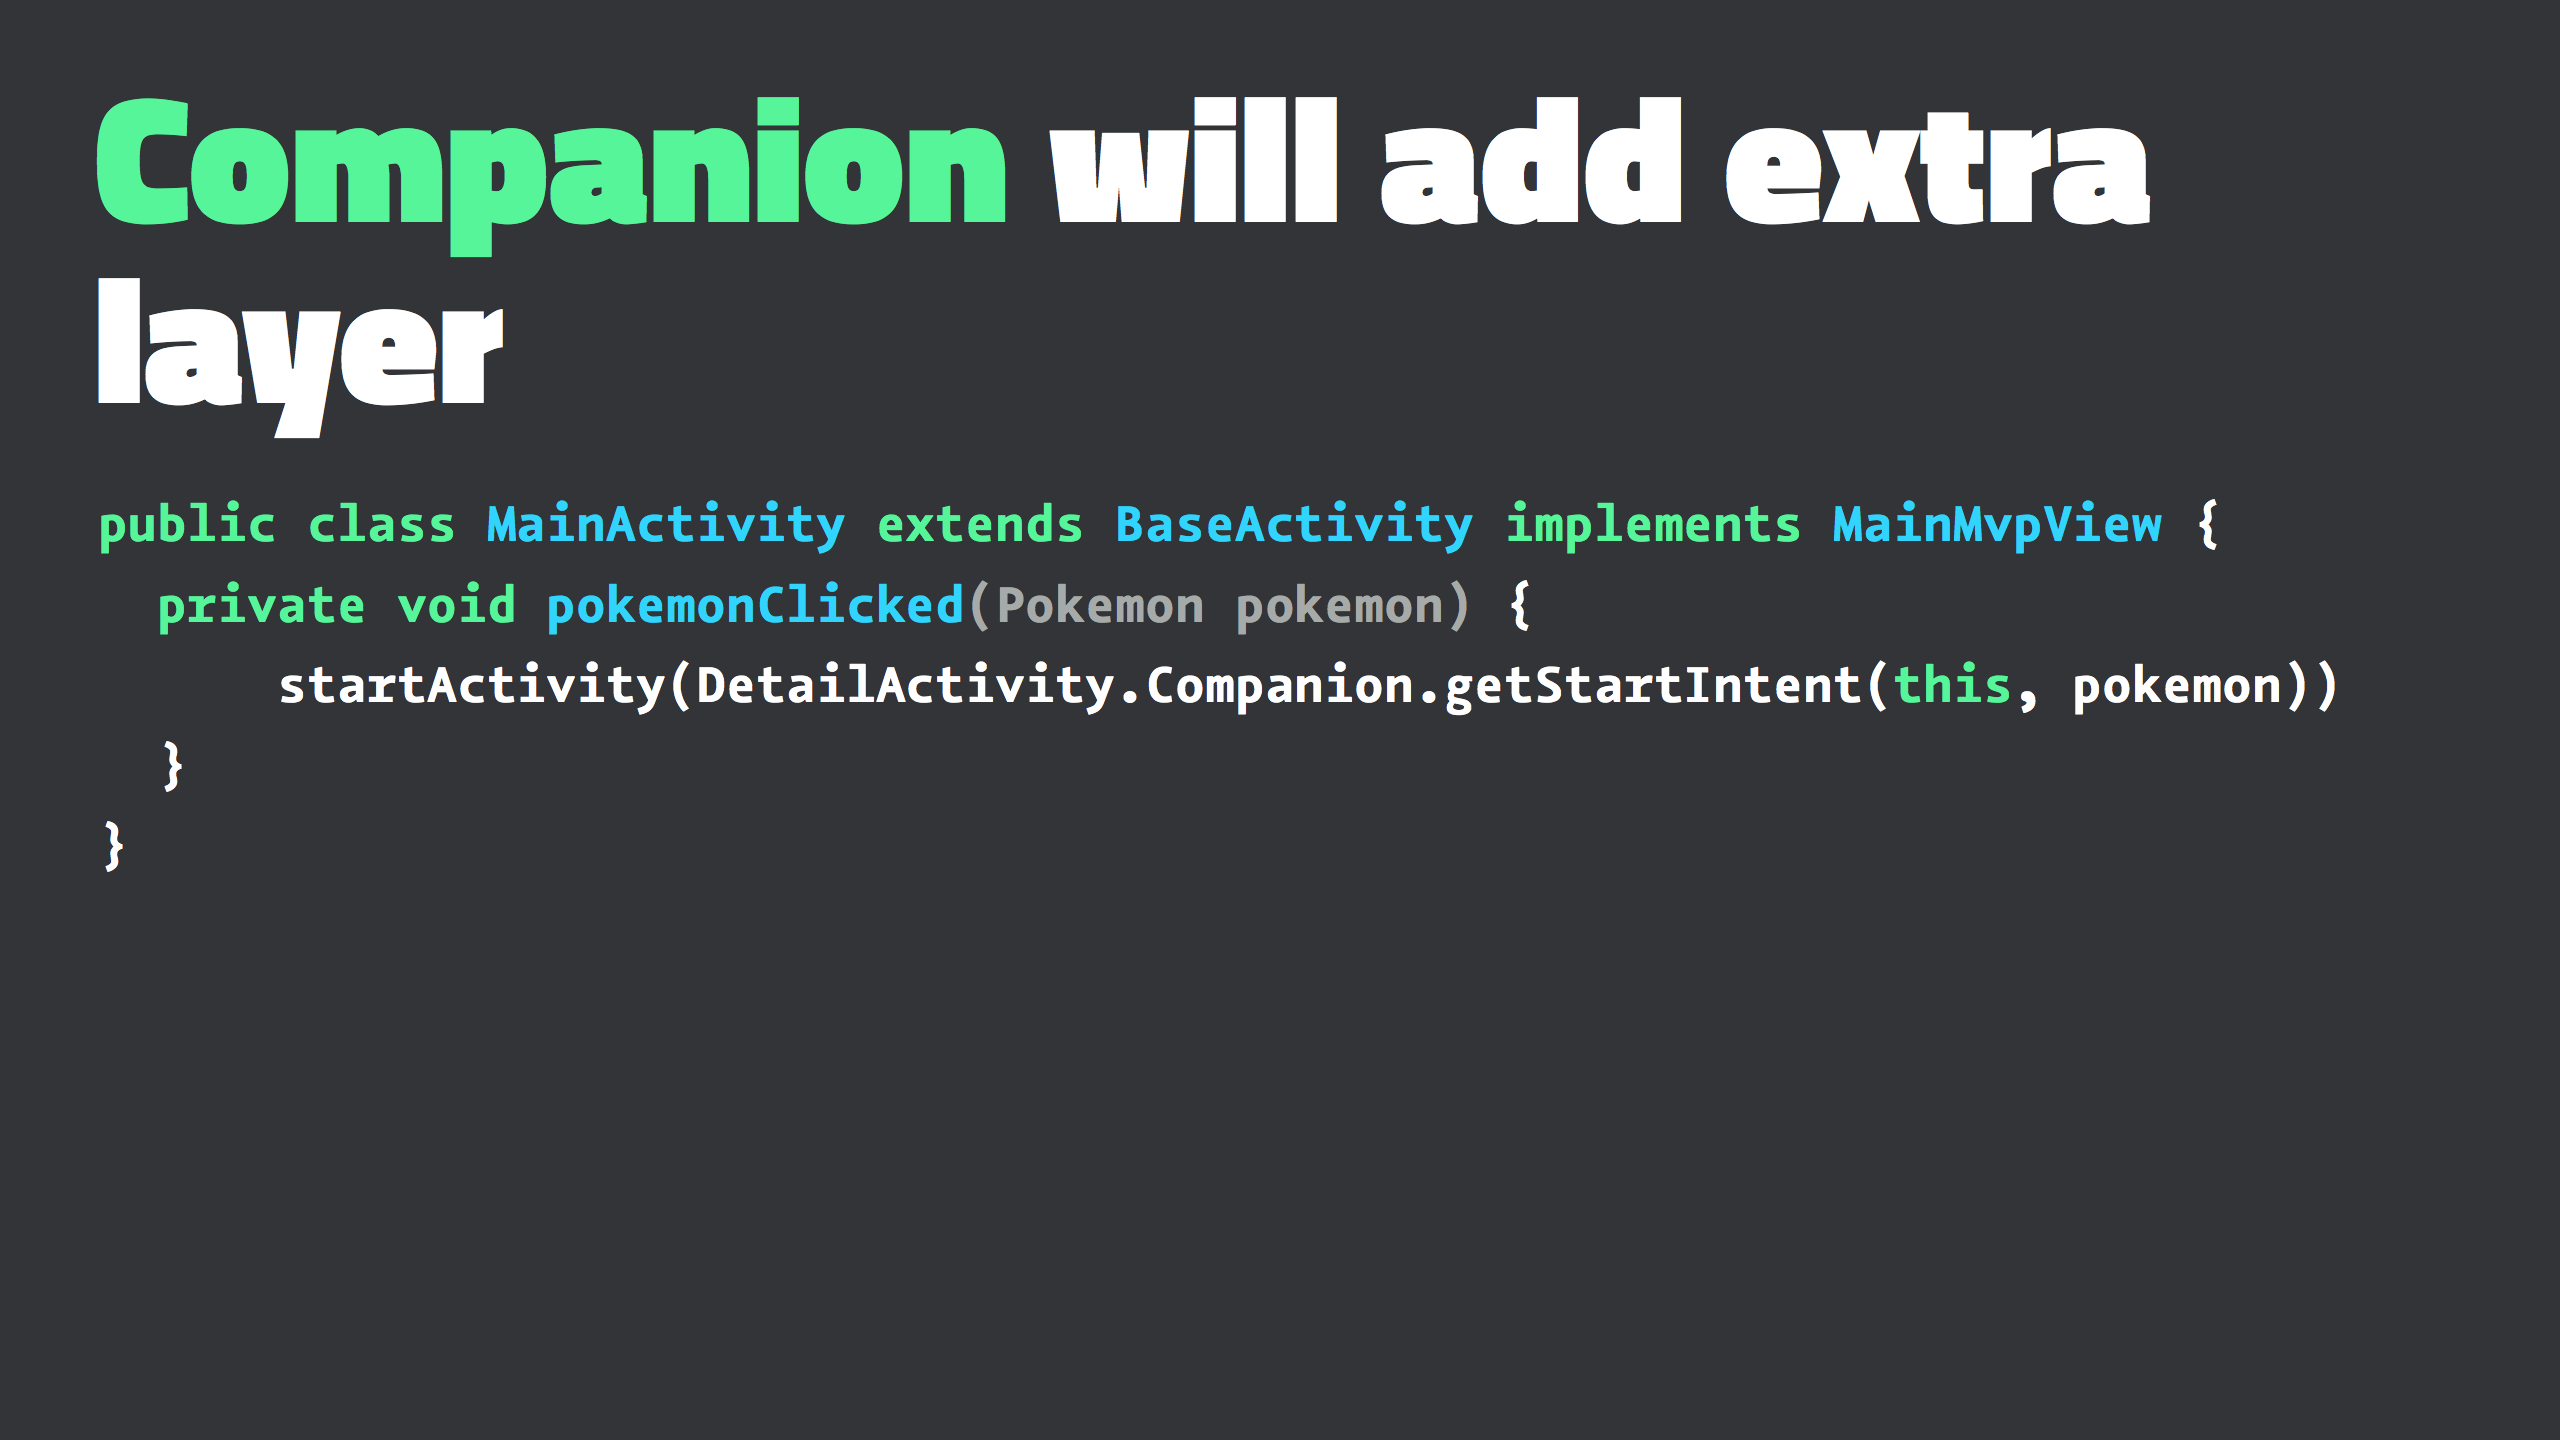 Companion will add extra
layer
public class MainActivity extends BaseActivity implements MainMvpView {
  private void pokemonClicked(Pokemon pokemon) {
      startActivity(DetailActivity.Companion.getStartIntent(this, pokemon))
  }
}